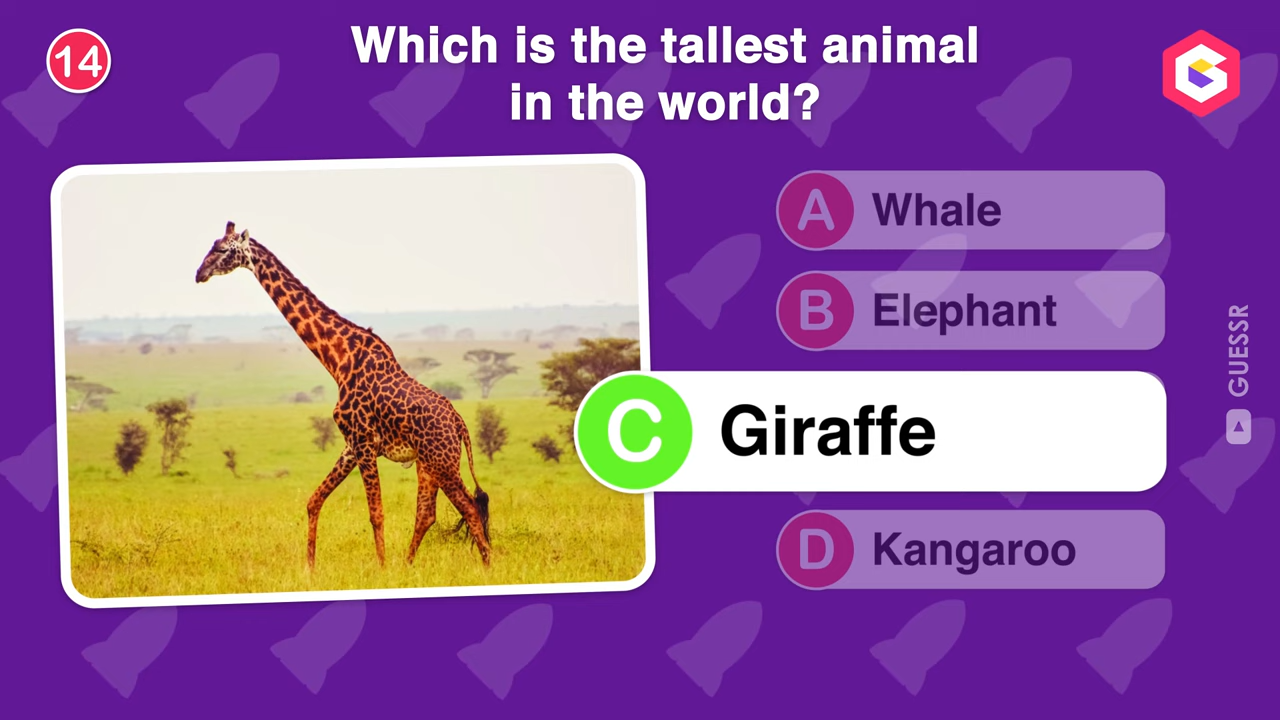 14
Which is the tallest animal
in the world?
A Whale
B Elephant
C Giraffe
D Kangaroo
GUESSR